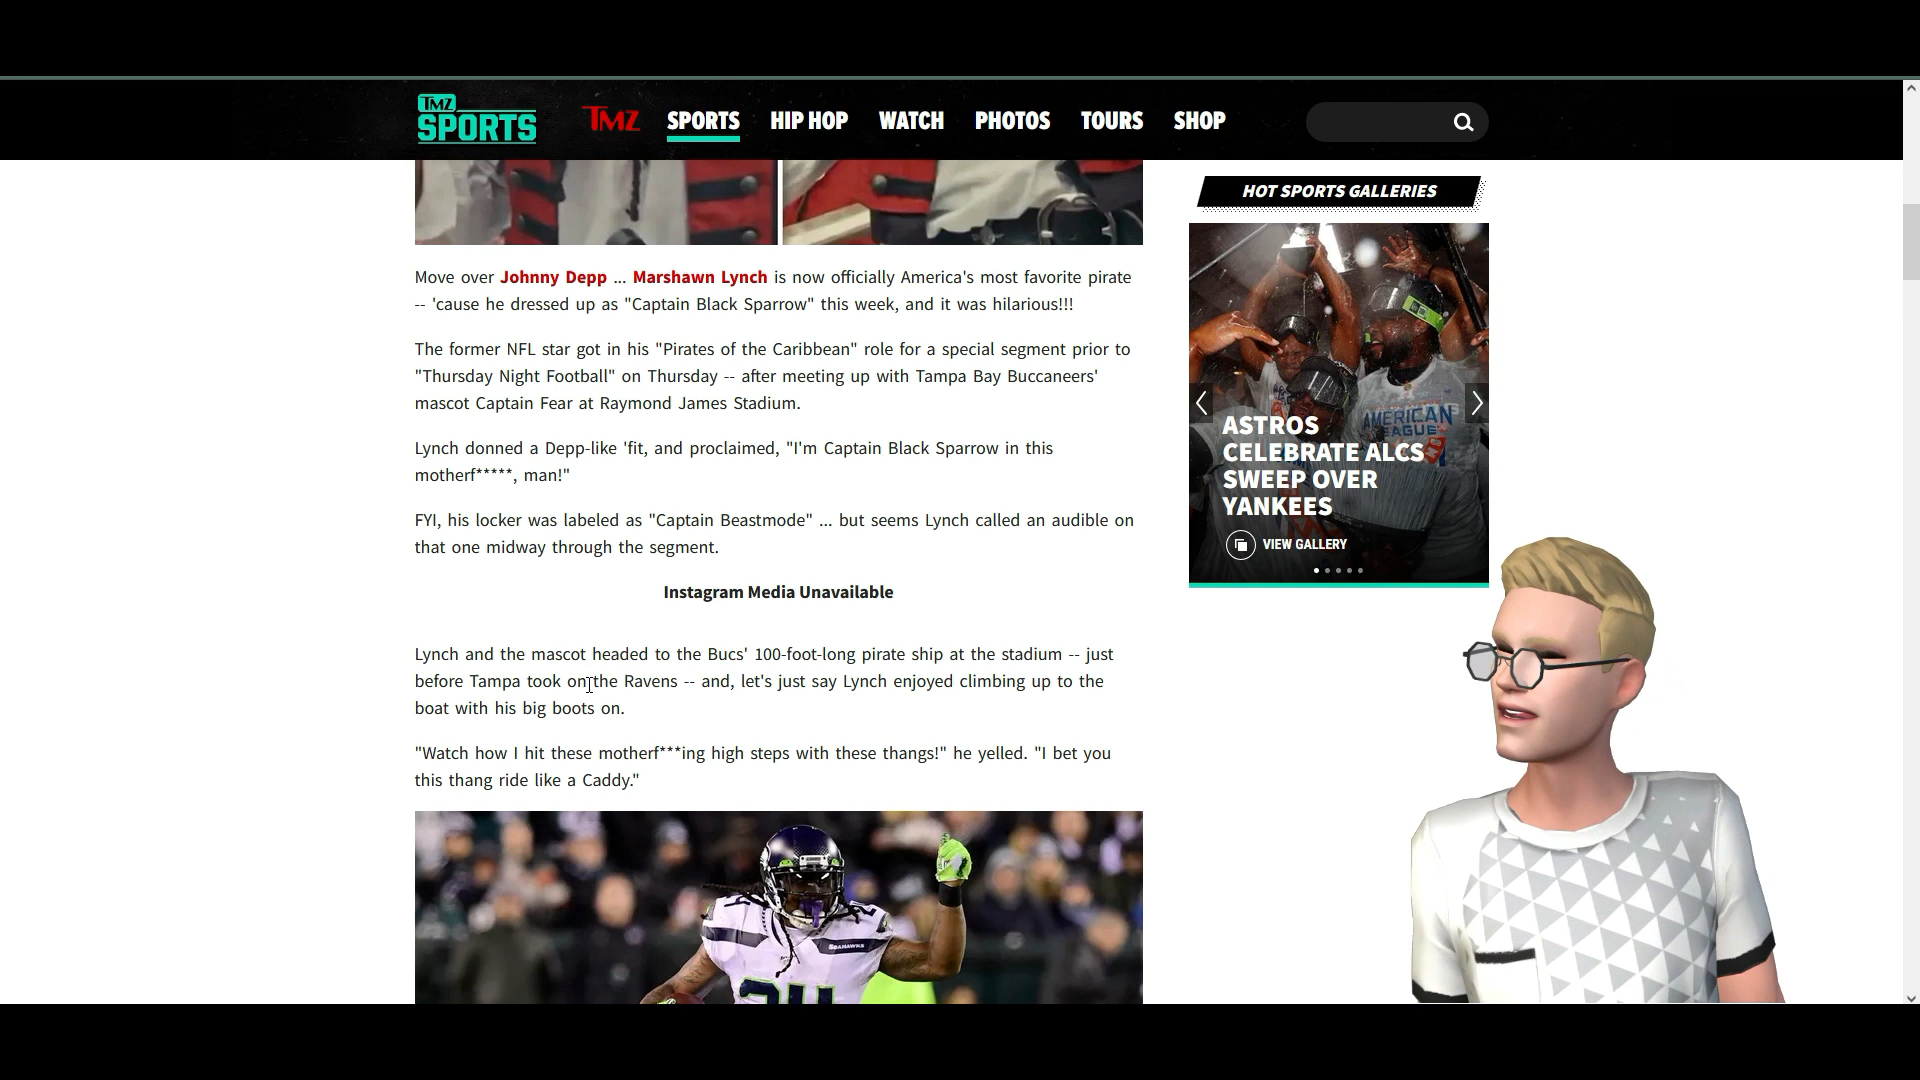 TMZ
SPORTS
TMZ
SPORTS
HIP HOP
WATCH
PHOTOS
TOURS
SHOP
Move over Johnny Depp ... Marshawn Lynch is now officially America's most favorite pirate
-- 'cause he dressed up as "Captain Black Sparrow" this week, and it was hilarious!!!
The former NFL star got in his "Pirates of the Caribbean" role for a special segment prior to
"Thursday Night Football" on Thursday -- after meeting up with Tampa Bay Buccaneers'
mascot Captain Fear at Raymond James Stadium.
Lynch donned a Depp-like 'fit, and proclaimed, "I'm Captain Black Sparrow in this
motherf*****, man!"
FYI, his locker was labeled as "Captain Beastmode" ... but seems Lynch called an audible on
that one midway through the segment.
Instagram Media Unavailable
Lynch and the mascot headed to the Bucs' 100-foot-long pirate ship at the stadium -- just
before Tampa took on the Ravens -- and, let's just say Lynch enjoyed climbing up to the
boat with his big boots on.
"Watch how I hit these motherf***ing high steps with these thangs!" he yelled. "I bet you
this thang ride like a Caddy."
SEAHAWKS
24
HOT SPORTS GALLERIES
AMERICAN
LEAGUE
ASTROS
CELEBRATE ALCS
SWEEP OVER
YANKEES
VIEW GALLERY